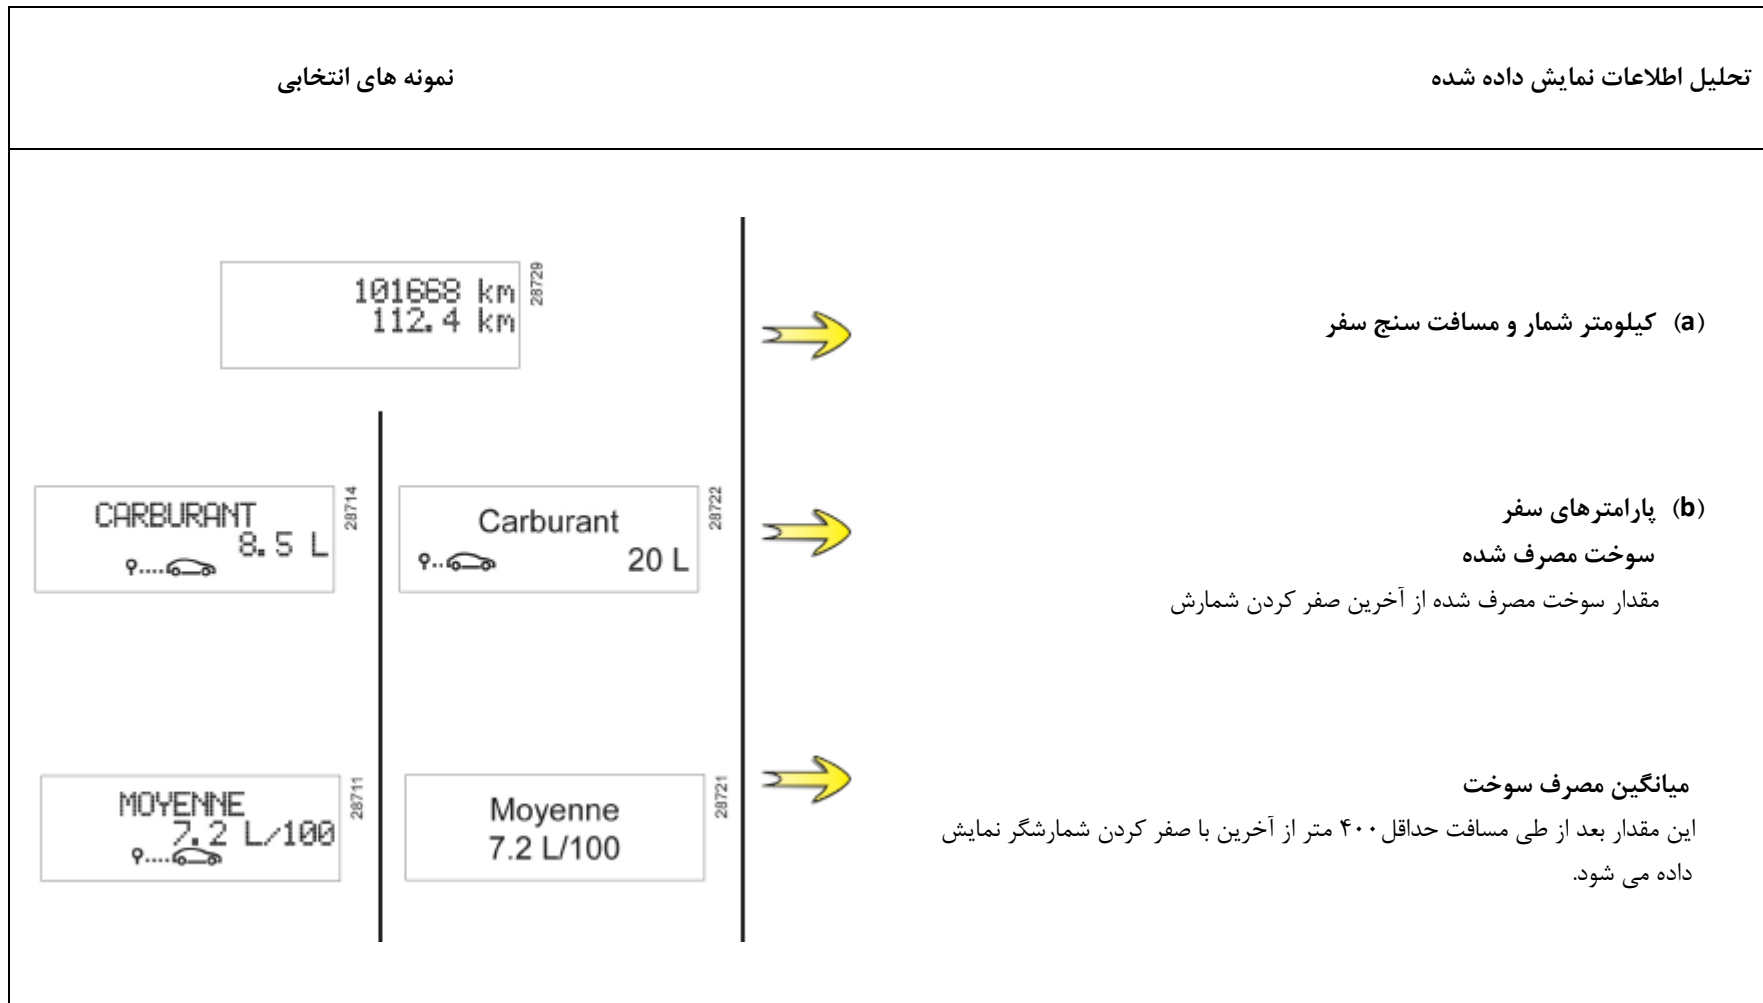 تحلیل اطلاعات نمایش داده شده
نمونه های انتخابی
(a) کیلومتر شمار و مسافت سنج سفر
101668 km
112.4 km
28729
(b) پارامترهای سفر
سوخت مصرف شده
مقدار سوخت مصرف شده از آخرین صفر کردن شمارش
Carburant
20 L
28722
CARBURANT
8.5 L
28714
میانگین مصرف سوخت
این مقدار بعد از طی مسافت حداقل ۴۰۰ متر از آخرین با صفر کردن شمارشگر نمایش
داده می شود.
Moyenne
7.2 L/100
28721
MOYENNE
7.2 L/100
28711